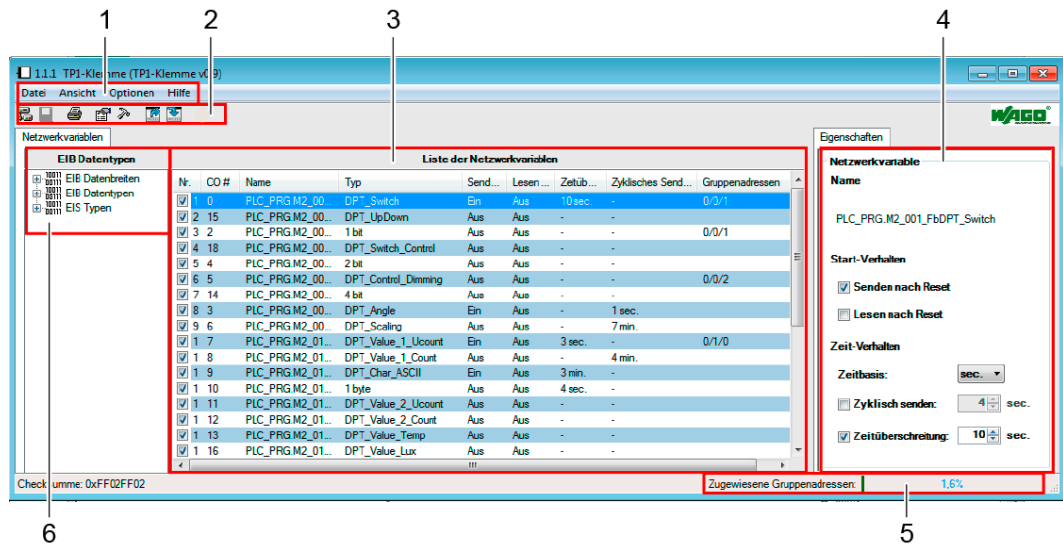 1 2 3 4
1.1.1 TP1-Klemme (TP1-Klemme v0.9)
Datei Ansicht Optionen Hilfe
WAGO
Netzwerkvariablen
Eigenschaften
EIB Datentypen
EIB Datenbreiten
EIB Datentypen
EIS Typen
Liste der Netzwerkvariablen
Nr. CO # Name Typ Send... Lesen ... Zetüb... Zyklisches Send... Gruppenadressen
1 0 PLC_PRG.M2_00... DPT_Switch Ein Aus 10 sec. - 0/0/1
2 15 PLC_PRG.M2_00... DPT_UpDown Aus Aus - -
3 2 PLC_PRG.M2_00... 1 bit Aus Aus - - 0/0/1
4 18 PLC_PRG.M2_00... DPT_Switch_Control Aus Aus - -
5 4 PLC_PRG.M2_00... 2 bit Aus Aus - -
6 5 PLC_PRG.M2_00... DPT_Control_Dimming Aus Aus - - 0/0/2
7 14 PLC_PRG.M2_00... 4 bit Aus Aus - -
8 3 PLC_PRG.M2_00... DPT_Angle Ein Aus - 1 sec.
9 6 PLC_PRG.M2_00... DPT_Scaling Aus Aus - 7 min.
1 7 PLC_PRG.M2_01... DPT_Value_1_Ucount Ein Aus 3 sec. - 0/1/0
1 8 PLC_PRG.M2_01... DPT_Value_1_Count Aus Aus - 4 min.
1 9 PLC_PRG.M2_01... DPT_Char_ASCII Ein Aus 3 min. -
1 10 PLC_PRG.M2_01... 1 byte Aus Aus 4 sec. -
1 11 PLC_PRG.M2_01... DPT_Value_2_Ucount Aus Aus - -
1 12 PLC_PRG.M2_01... DPT_Value_2_Count Aus Aus - -
1 13 PLC_PRG.M2_01... DPT_Value_Temp Aus Aus - -
1 16 PLC_PRG.M2_01... DPT_Value_Lux Aus Aus - -
Netzwerkvariable
Name
PLC_PRG.M2_001_FbDPT_Switch
Start-Verhalten
Senden nach Reset
Lesen nach Reset
Zeit-Verhalten
Zeitbasis: sec.
Zyklisch senden: 4 sec.
Zeitüberschreitung: 10 sec.
Checksumme: 0xFF02FF02
Zugewiesene Gruppenadressen: 1,6%
6 5